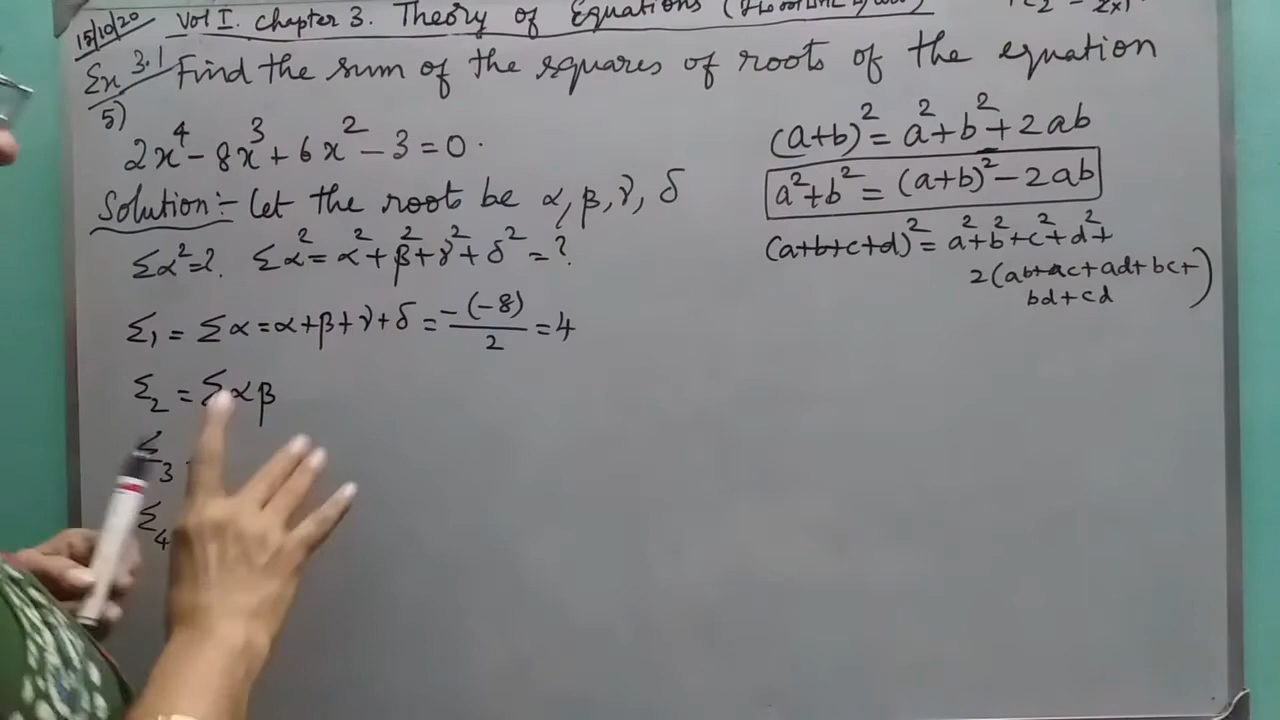 15/10/20 Vol I. Chapter 3. Theory of Equations
Ex 3.1 Find the sum of the squares of roots of the equation
5)
2x⁴ - 8x³ + 6x² - 3 = 0.
Solution:- Let the roots be α, β, γ, δ
Σα² = ?. Σα² = α² + β² + γ² + δ² = ?
Σ₁ = Σα = α + β + γ + δ = -(-8)/2 = 4
Σ₂ = Σαβ
Σ₃
Σ₄
(a+b)² = a² + b² + 2ab
a² + b² = (a+b)² - 2ab
(a+b+c+d)² = a² + b² + c² + d² +
2(ab + ac + ad + bc +
bd + cd)